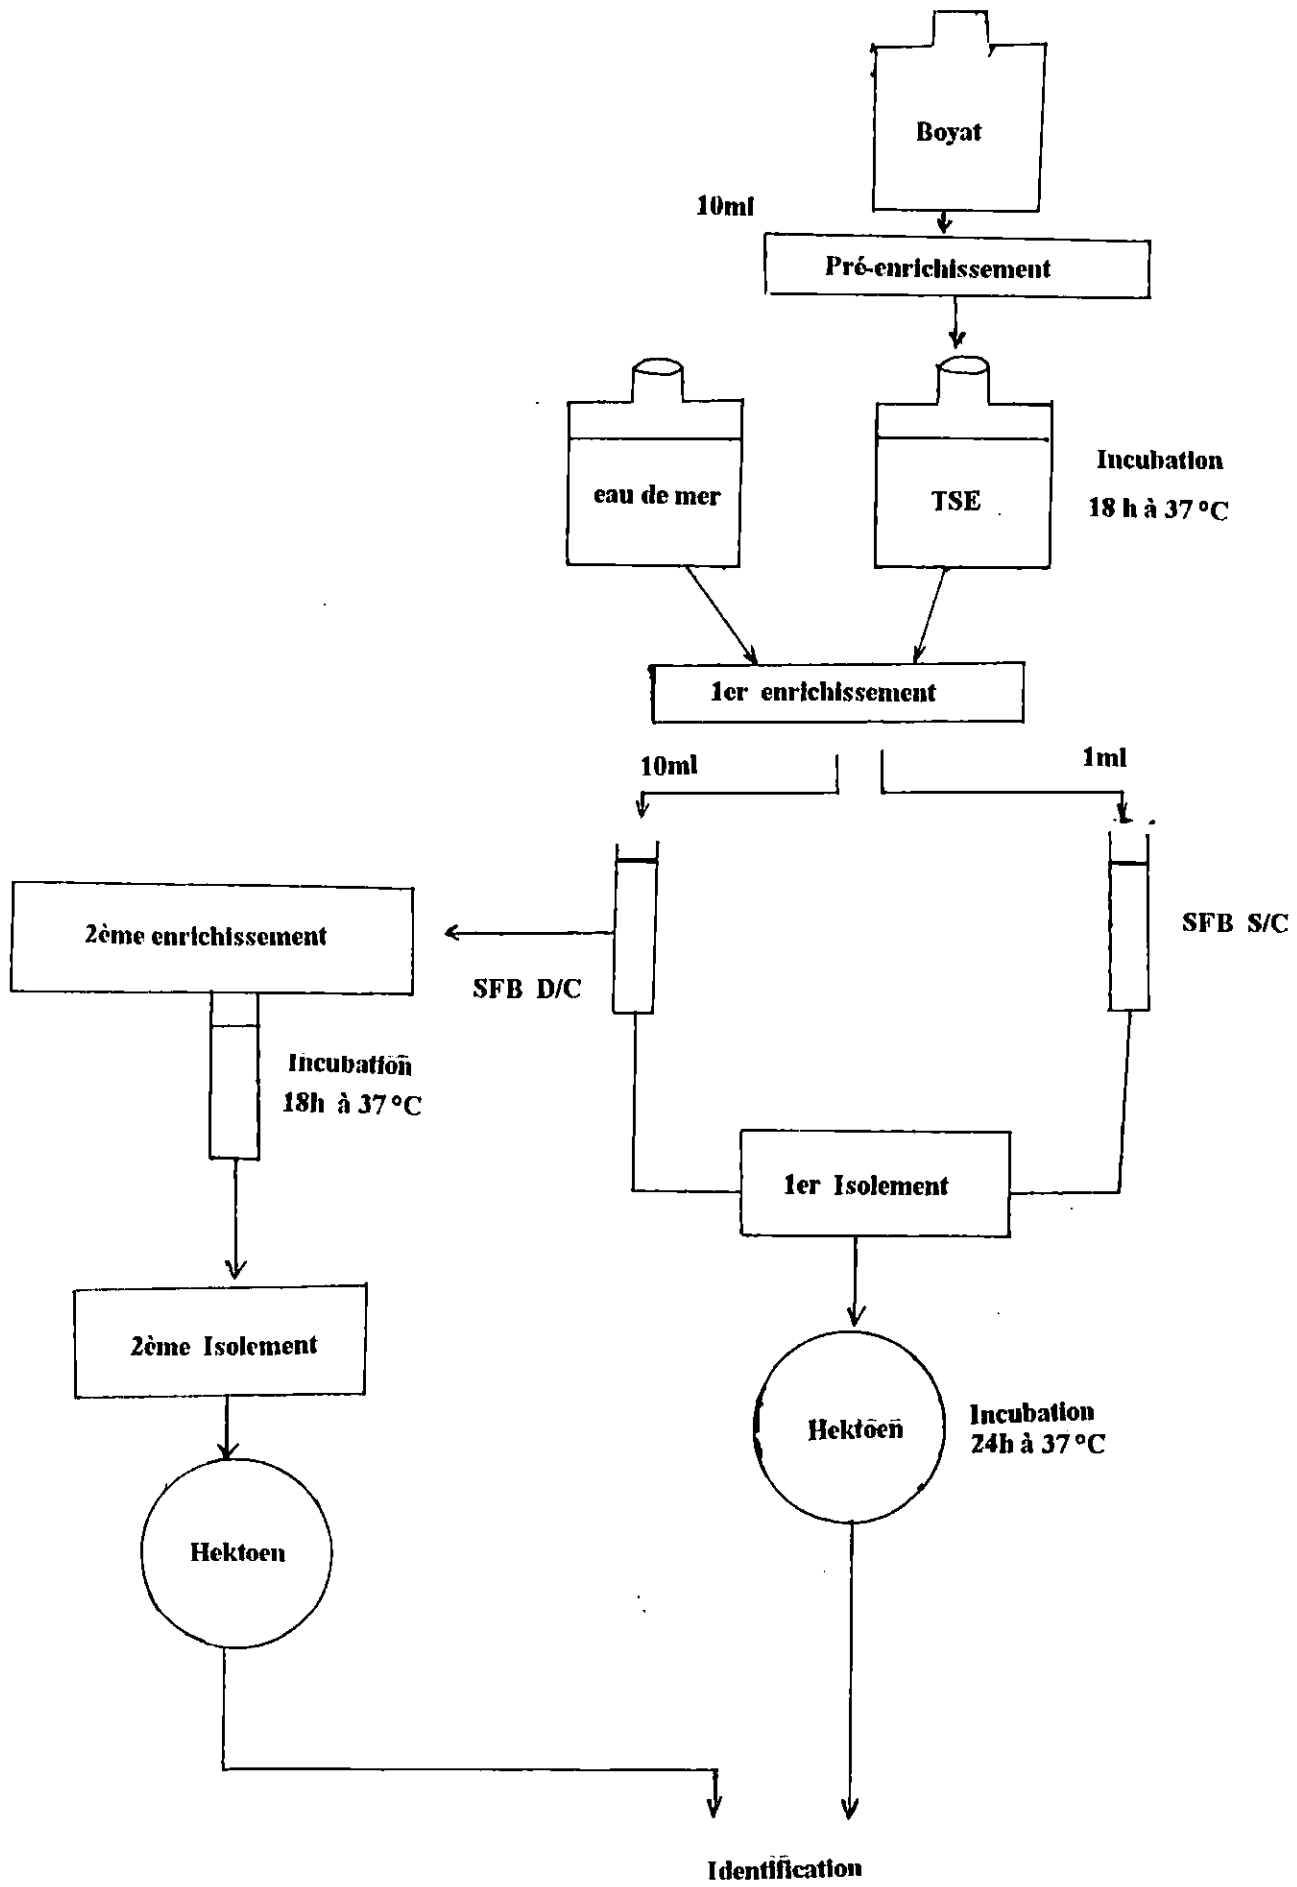 Boyat
10ml
Pré-enrichissement
eau de mer
TSE
Incubation
18 h à 37 °C
1er enrichissement
10ml
1ml
2ème enrichissement
SFB D/C
SFB S/C
Incubation
18h à 37 °C
1er Isolement
2ème Isolement
Hektoen
Incubation
24h à 37 °C
Hektoen
Identification